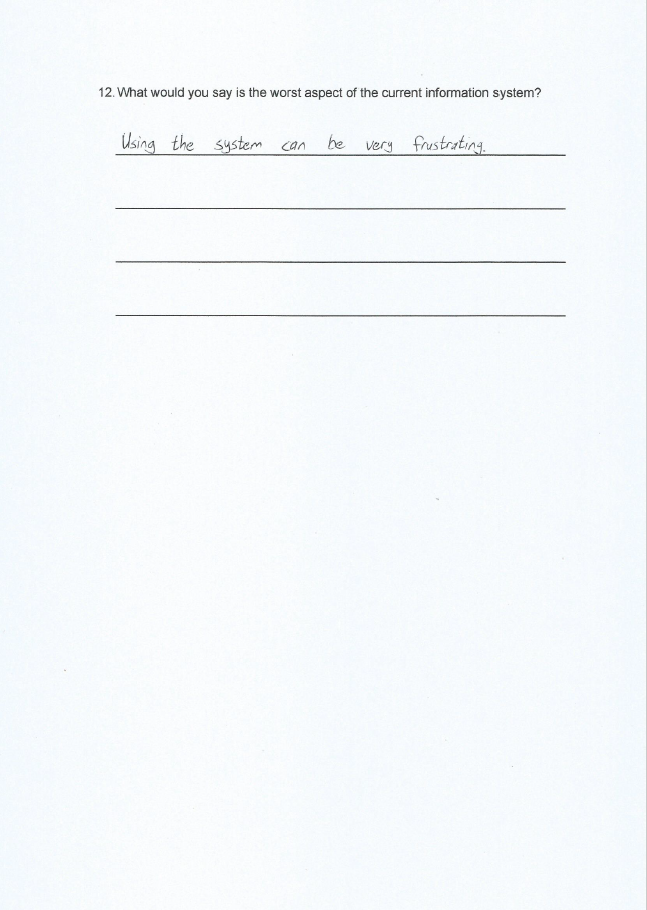 12. What would you say is the worst aspect of the current information system?
Using the system can be very frustrating.